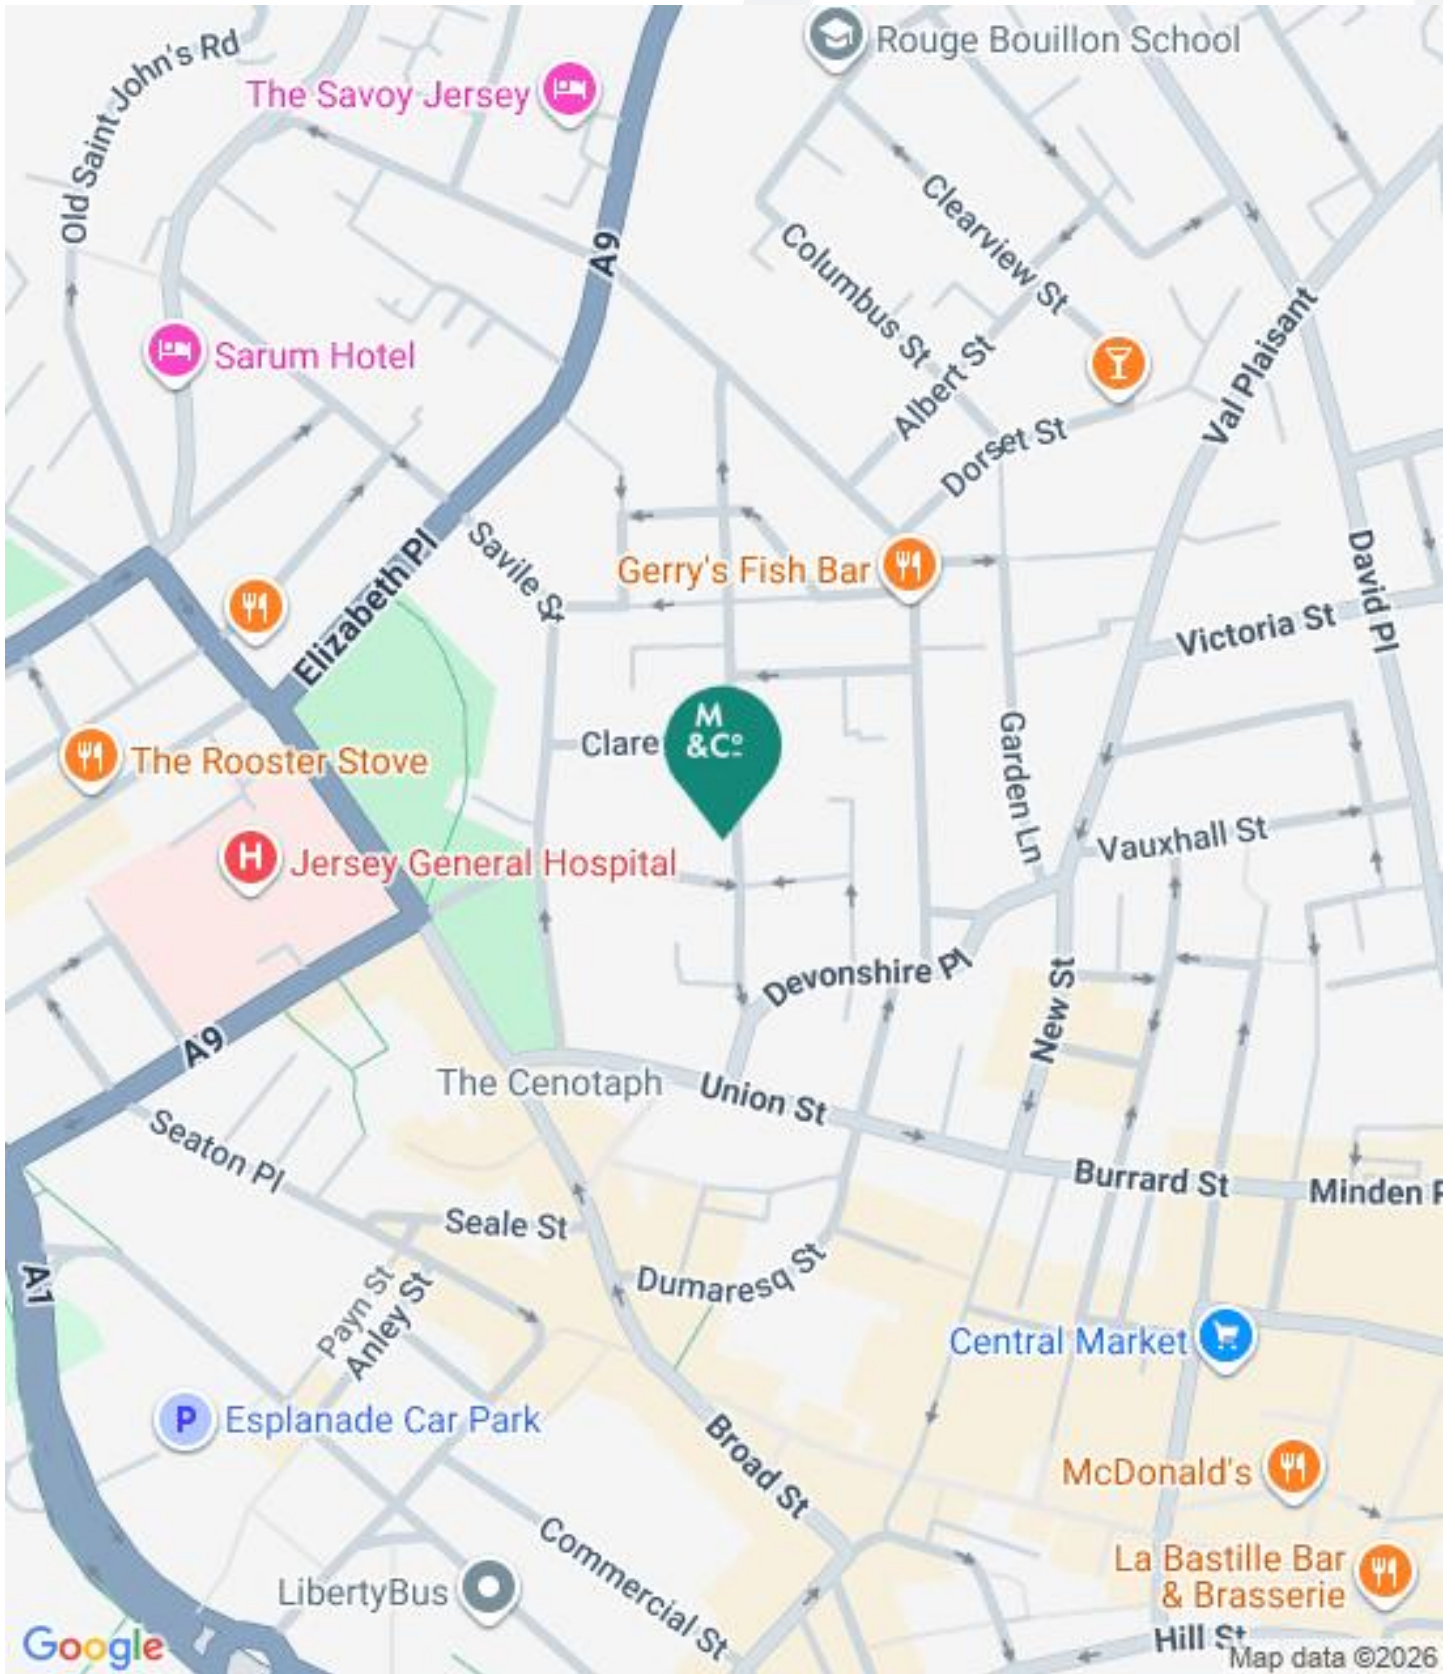 Old Saint John's Rd
The Savoy Jersey
Rouge Bouillon School
A9
Clearview St
Columbus St
Albert St
Sarum Hotel
Val Plaisant
Dorset St
Savile St
Gerry's Fish Bar
David Pl
Elizabeth Pl
Victoria St
M
&Cº
Clare
Garden Ln
The Rooster Stove
Vauxhall St
H
Jersey General Hospital
Devonshire Pl
New St
A9
The Cenotaph
Union St
Seaton Pl
Burrard St
Minden P
Seale St
Dumaresq St
A1
Payn St
Anley St
Central Market
P
Esplanade Car Park
Broad St
McDonald's
Commercial St
La Bastille Bar
& Brasserie
LibertyBus
Hill St
Google
Map data ©2026